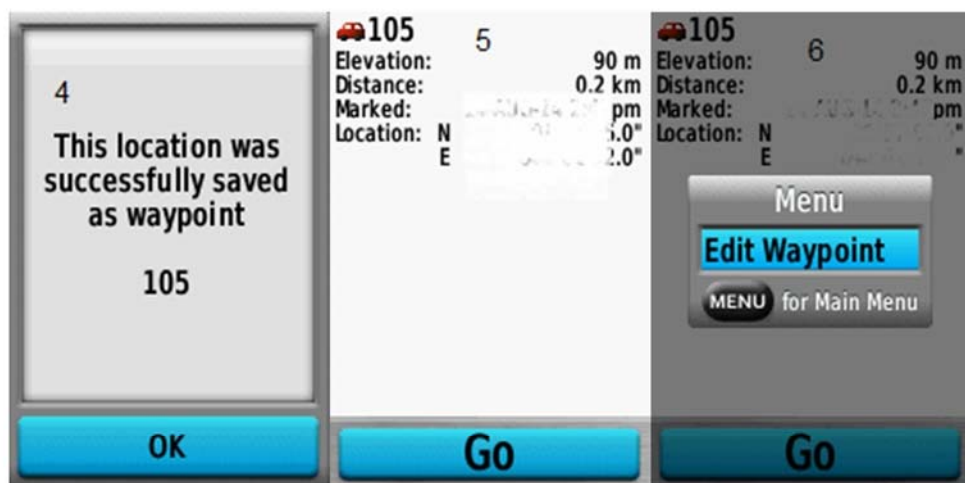 4
This location was
successfully saved
as waypoint
105
OK
105
5
Elevation: 90 m
Distance: 0.2 km
Marked: pm
Location: N
E
Go
105
6
Elevation: 90 m
Distance: 0.2 km
Marked: pm
Location: N
E
Menu
Edit Waypoint
MENU for Main Menu
Go